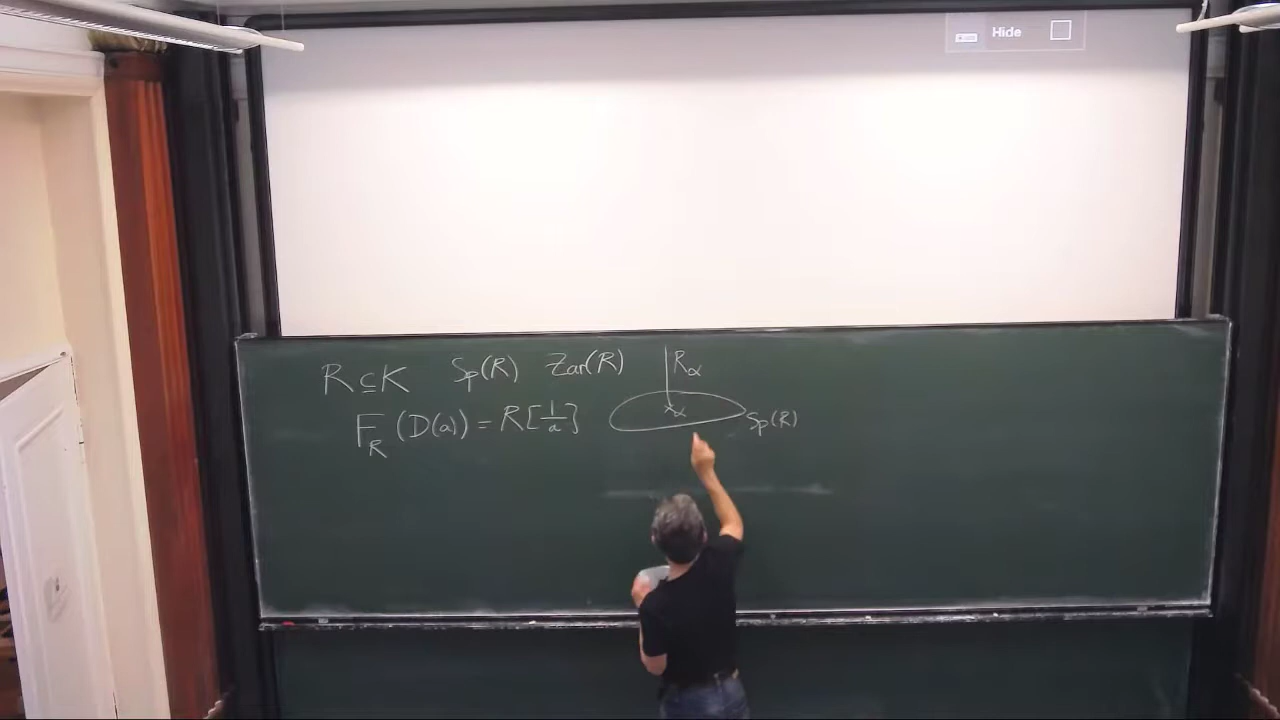 Hide
R ⊆ K Sp(R) Zar(R) R_α
F_R (D(a)) = R[1/a] α Sp(R)